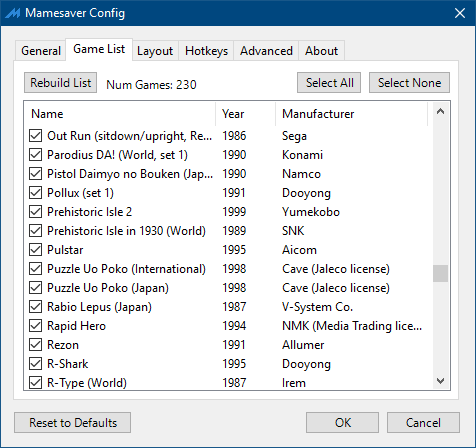 Mamesaver Config
General Game List Layout Hotkeys Advanced About
Rebuild List Num Games: 230 Select All Select None
Name Year Manufacturer
Out Run (sitdown/upright, Re... 1986 Sega
Parodius DA! (World, set 1) 1990 Konami
Pistol Daimyo no Bouken (Jap... 1990 Namco
Pollux (set 1) 1991 Dooyong
Prehistoric Isle 2 1999 Yumekobo
Prehistoric Isle in 1930 (World) 1989 SNK
Pulstar 1995 Aicom
Puzzle Uo Poko (International) 1998 Cave (Jaleco license)
Puzzle Uo Poko (Japan) 1998 Cave (Jaleco license)
Rabio Lepus (Japan) 1987 V-System Co.
Rapid Hero 1994 NMK (Media Trading lice...
Rezon 1991 Allumer
R-Shark 1995 Dooyong
R-Type (World) 1987 Irem
Reset to Defaults OK Cancel